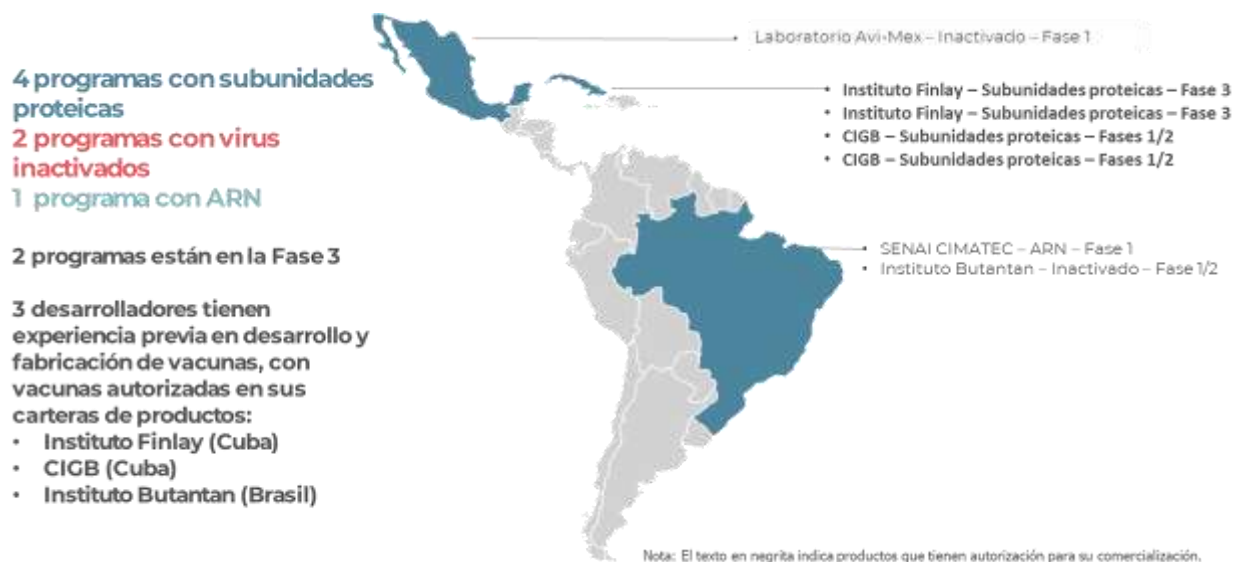 4 programas con subunidades
proteicas
2 programas con virus
inactivados
1 programa con ARN
2 programas están en la Fase 3
3 desarrolladores tienen
experiencia previa en desarrollo y
fabricación de vacunas, con
vacunas autorizadas en sus
carteras de productos:
• Instituto Finlay (Cuba)
• CIGB (Cuba)
• Instituto Butantan (Brasil)
• Laboratorio Avi-Mex – Inactivado – Fase 1
• Instituto Finlay – Subunidades proteicas – Fase 3
• Instituto Finlay – Subunidades proteicas – Fase 3
• CIGB – Subunidades proteicas – Fases 1/2
• CIGB – Subunidades proteicas – Fases 1/2
• SENAI CIMATEC – ARN – Fase 1
• Instituto Butantan – Inactivado – Fase 1/2
Nota: El texto en negrita indica productos que tienen autorización para su comercialización.